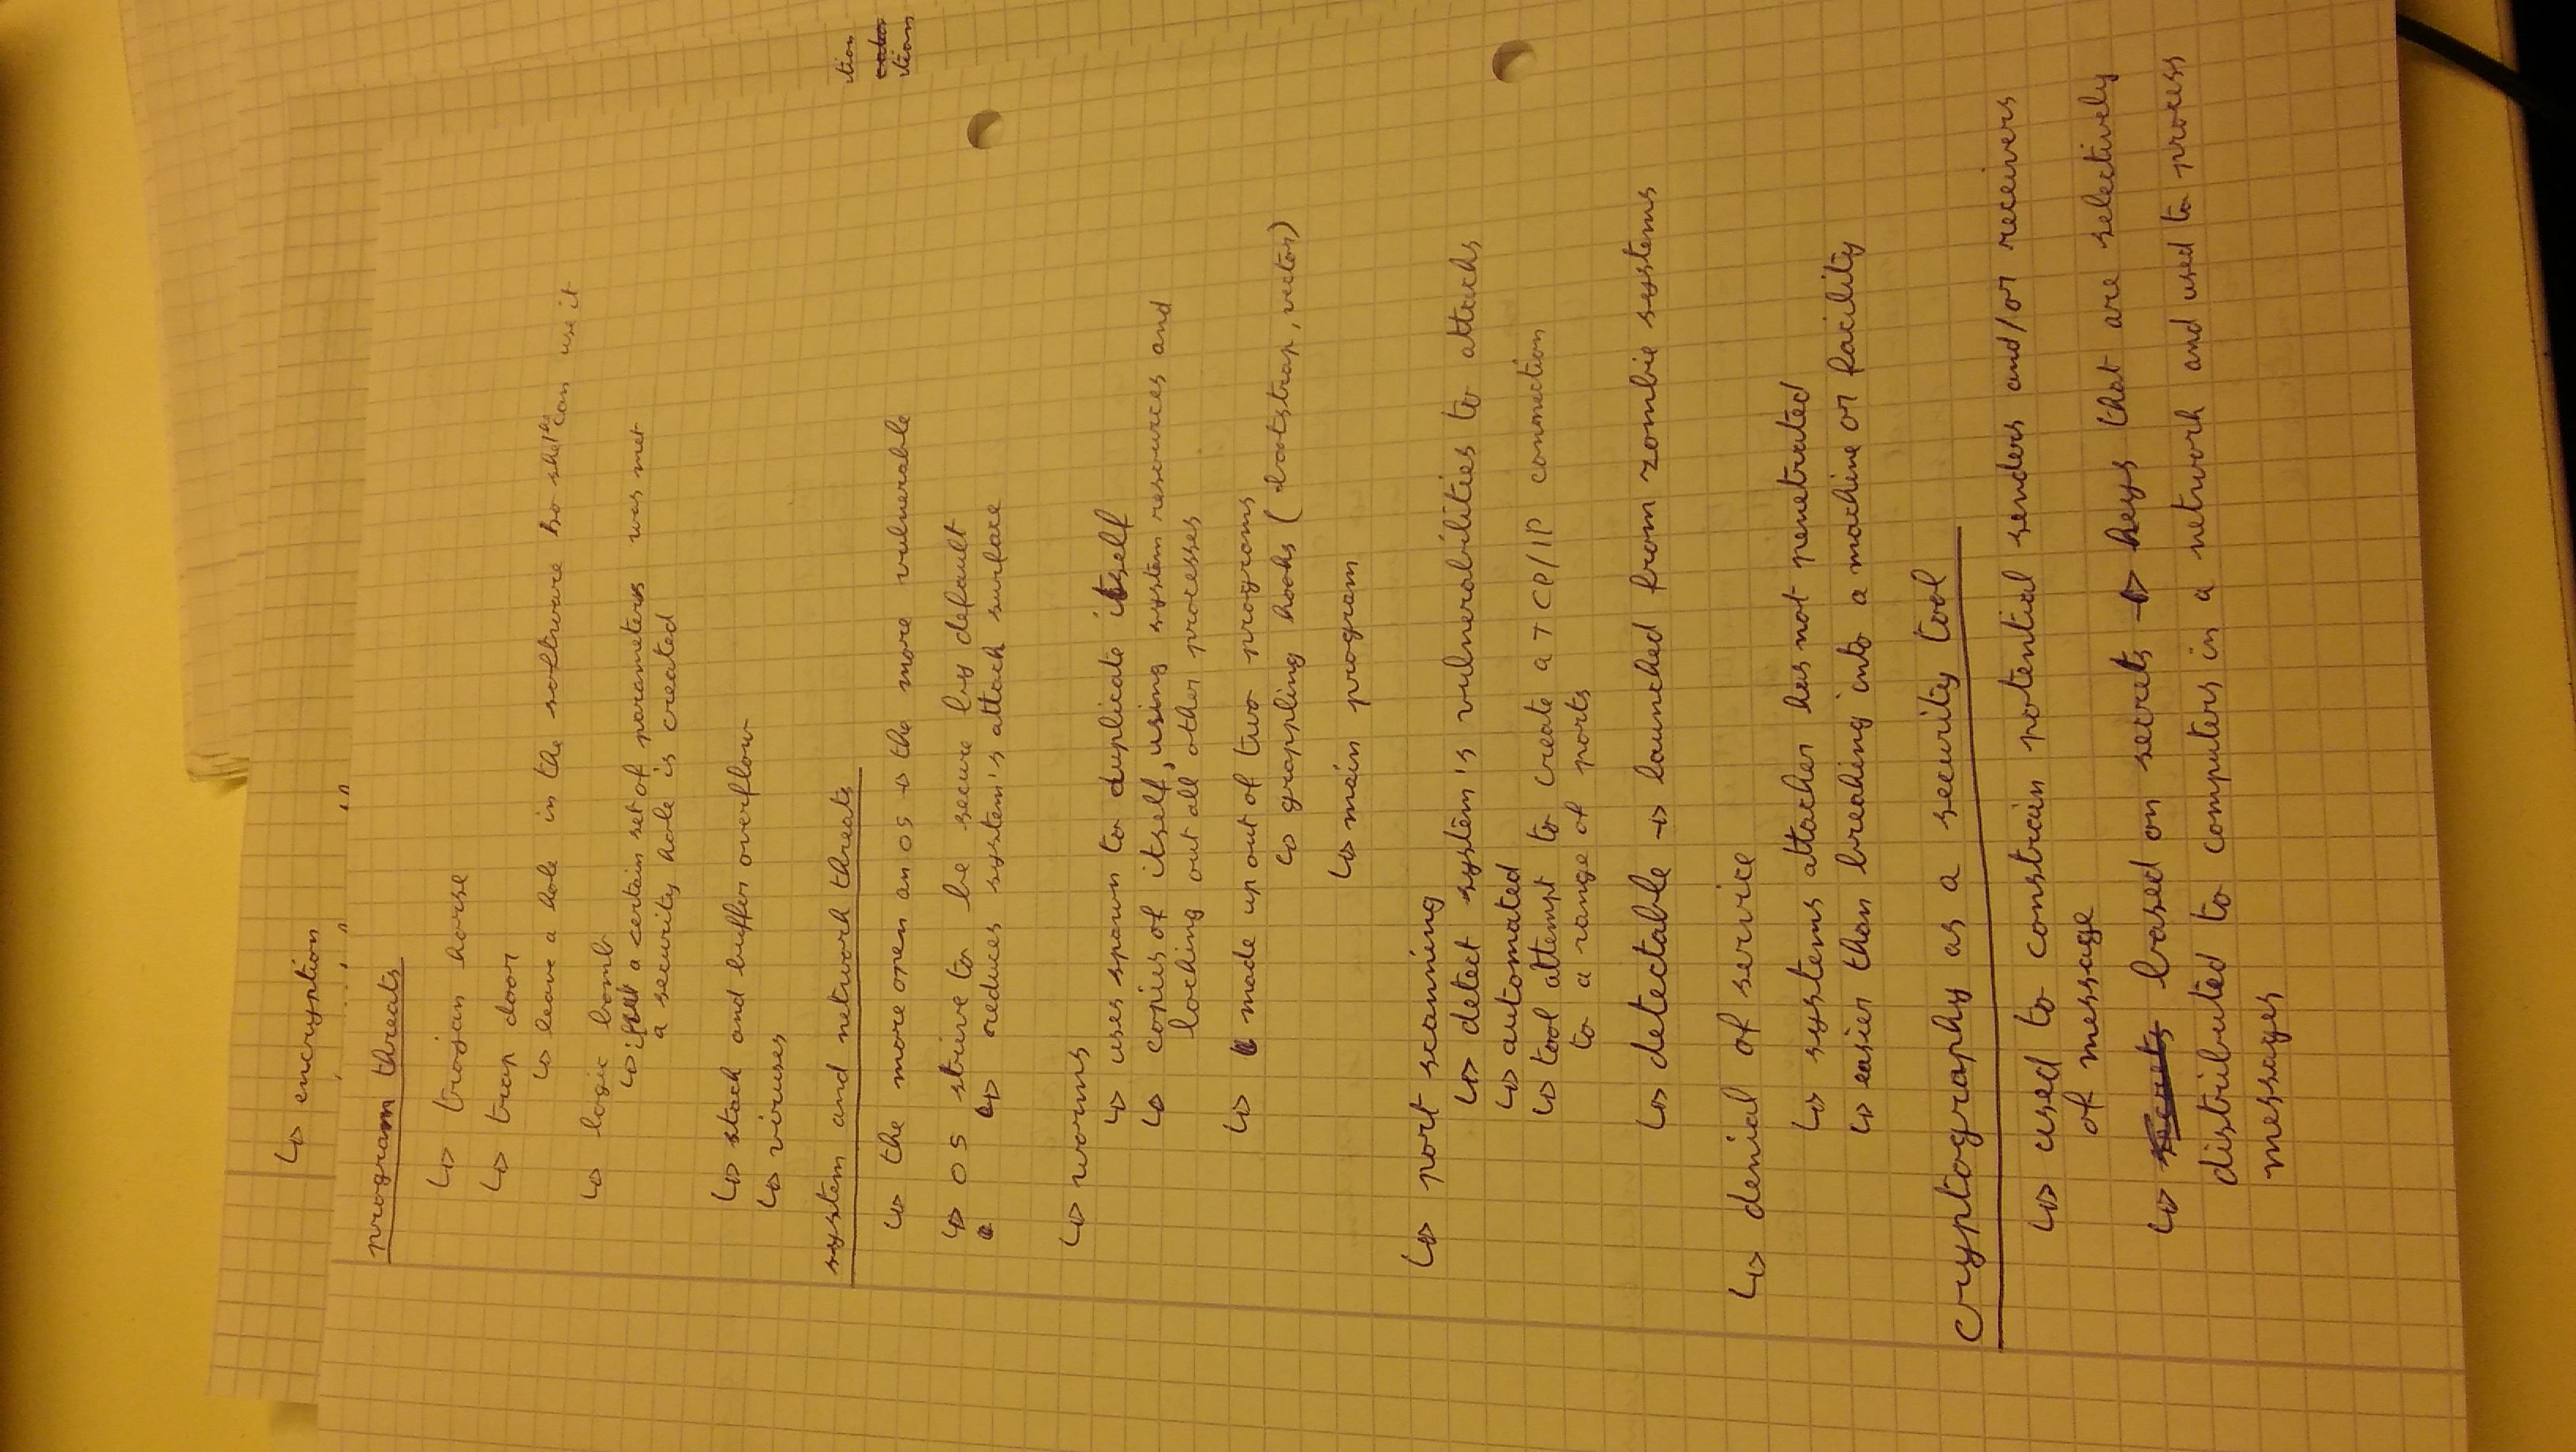 ↳ encryption
program threats
↳ trojan horse
↳ trap door
↳ leave a hole in the software so she/he can use it
↳ logic bomb
↳ if a certain set of parameters was met
a security hole is created
↳ stack and buffer overflow
↳ viruses
system and network threats
↳ the more open an OS → the more vulnerable
↳ OS strive to be secure by default
↳ reduces system's attack surface
↳ worms
↳ uses spawn to duplicate itself
↳ copies of itself, using system resources and
locking out all other processes
↳ made up out of two programs
↳ grappling hooks (bootstrap, vector)
↳ main program
↳ port scanning
↳ detect system's vulnerabilities to attacks
↳ automated
↳ tool attempt to create a TCP/IP connection
to a range of ports
↳ detectable → launched from zombie systems
↳ denial of service
↳ systems attacker has not penetrated
↳ easier than breaking into a machine or facility
cryptography as a security tool
↳ used to constrain potential senders and/or receivers
of message
↳ secrets based on secrets → keys that are selectively
distributed to computers in a network and used to process
messages
tion
tion